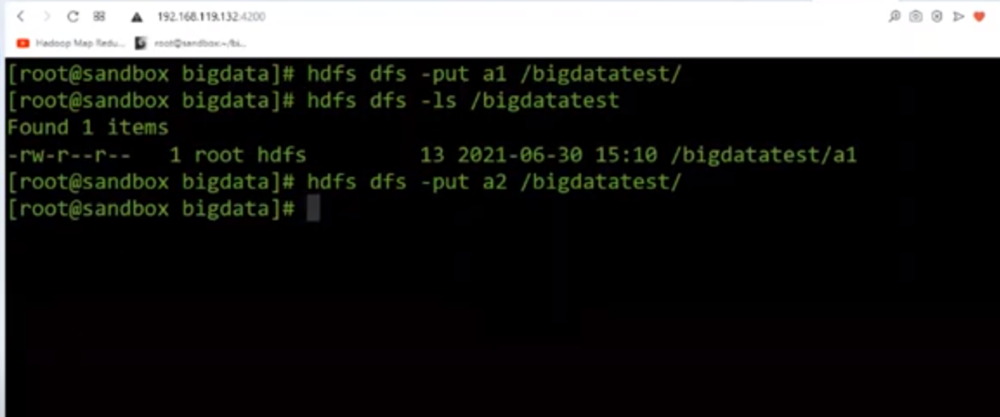 192.168.119.132:4200
Hadoop Map Redu... root@sandbox:~/bi...
[root@sandbox bigdata]# hdfs dfs -put a1 /bigdatatest/
[root@sandbox bigdata]# hdfs dfs -ls /bigdatatest
Found 1 items
-rw-r--r--   1 root hdfs         13 2021-06-30 15:10 /bigdatatest/a1
[root@sandbox bigdata]# hdfs dfs -put a2 /bigdatatest/
[root@sandbox bigdata]#